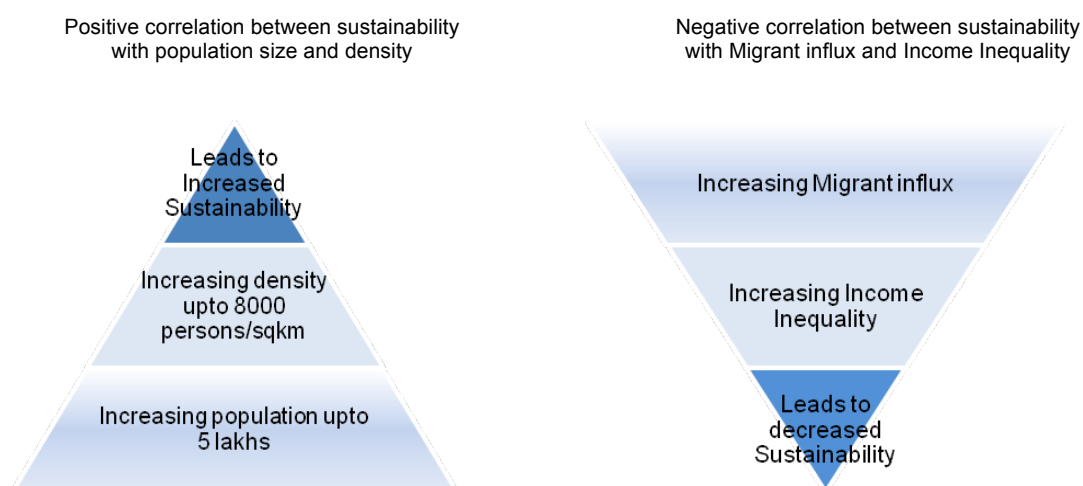 Positive correlation between sustainability
with population size and density
Leads to
Increased
Sustainability
Increasing density
upto 8000
persons/sqkm
Increasing population upto
5 lakhs
Negative correlation between sustainability
with Migrant influx and Income Inequality
Increasing Migrant influx
Increasing Income
Inequality
Leads to
decreased
Sustainability